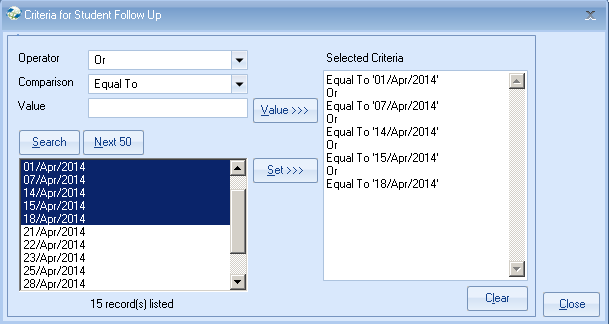 Criteria for Student Follow Up
Operator
Or
Comparison
Equal To
Value
Value >>>
Search
Next 50
01/Apr/2014
07/Apr/2014
14/Apr/2014
15/Apr/2014
18/Apr/2014
21/Apr/2014
22/Apr/2014
23/Apr/2014
25/Apr/2014
28/Apr/2014
15 record(s) listed
Set >>>
Selected Criteria
Equal To '01/Apr/2014'
Or
Equal To '07/Apr/2014'
Or
Equal To '14/Apr/2014'
Or
Equal To '15/Apr/2014'
Or
Equal To '18/Apr/2014'
Clear
Close